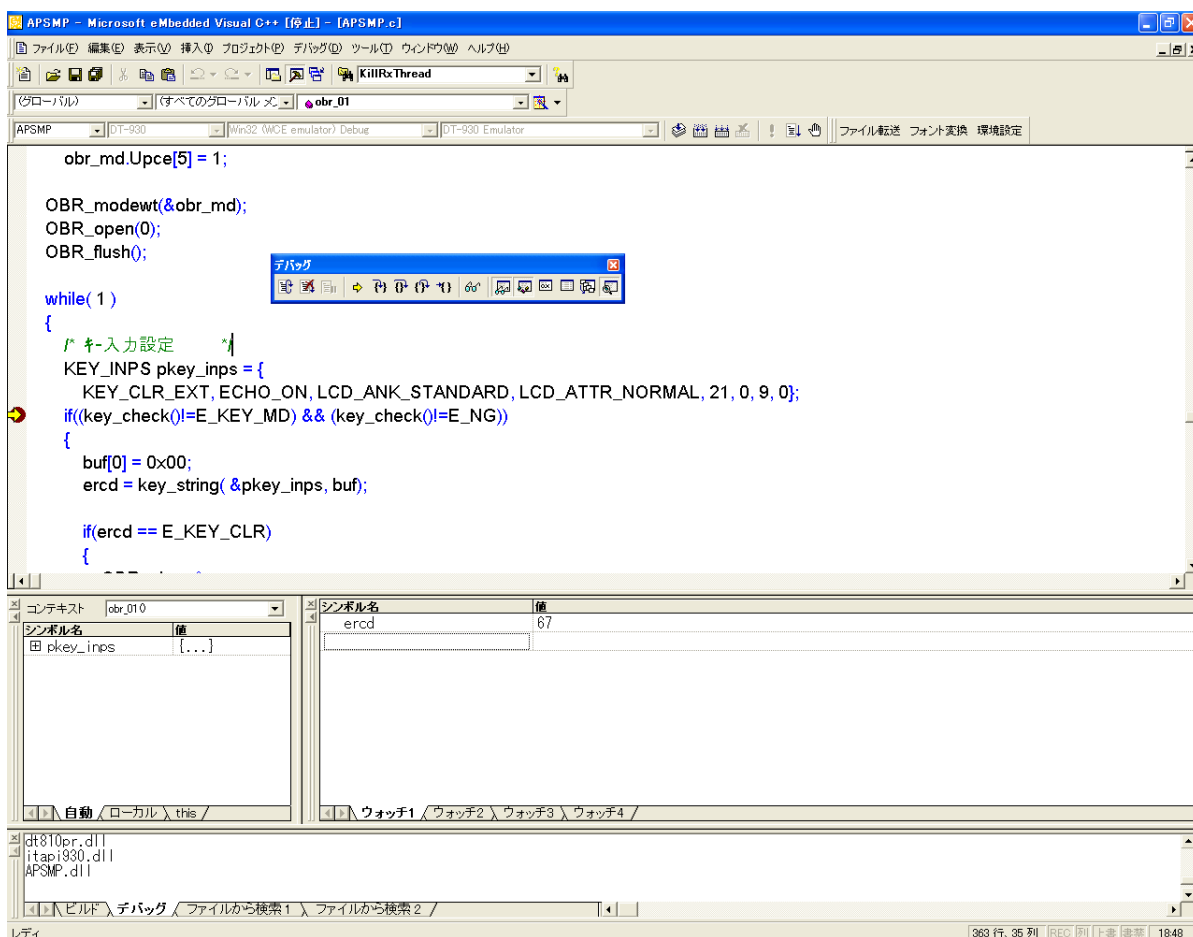 APSMP - Microsoft eMbedded Visual C++ [停止] - [APSMP.c]
ファイル(F) 編集(E) 表示(V) 挿入(I) プロジェクト(P) デバッグ(D) ツール(T) ウィンドウ(W) ヘルプ(H)
KillRxThread
(グローバル) (すべてのグローバル メ obr_01
APSMP DT-930 Win32 (WCE emulator) Debug DT-930 Emulator ファイル転送 フォント変換 環境設定
obr_md.Upce[5] = 1;
OBR_modewt(&obr_md);
OBR_open(0);
OBR_flush();
デバッグ
while( 1 )
{
/* キー入力設定 */
KEY_INPS pkey_inps = {
KEY_CLR_EXT, ECHO_ON, LCD_ANK_STANDARD, LCD_ATTR_NORMAL, 21, 0, 9, 0};
if((key_check()!=E_KEY_MD) && (key_check()!=E_NG))
{
buf[0] = 0x00;
ercd = key_string( &pkey_inps, buf);
if(ercd == E_KEY_CLR)
{
コンテキスト obr_01()
シンボル名 値
pkey_inps {...}
シンボル名 値
ercd 67
自動 ローカル this
ウォッチ1 ウォッチ2 ウォッチ3 ウォッチ4
dt810pr.dll
itapi930.dll
APSMP.dll
ビルド デバッグ ファイルから検索1 ファイルから検索2
レディ 363 行, 35 列 REC 列 上書 書禁 18:48